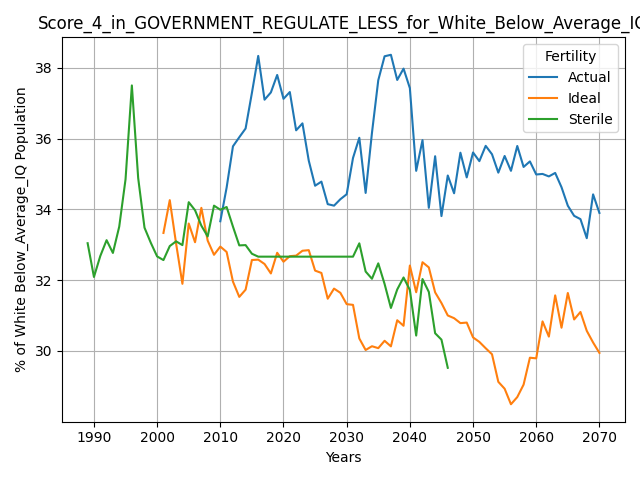 Score_4_in_GOVERNMENT_REGULATE_LESS_for_White_Below_Average_IQ
Fertility
Actual
Ideal
Sterile
% of White Below_Average_IQ Population
38
36
34
32
30
1990 2000 2010 2020 2030 2040 2050 2060 2070
Years